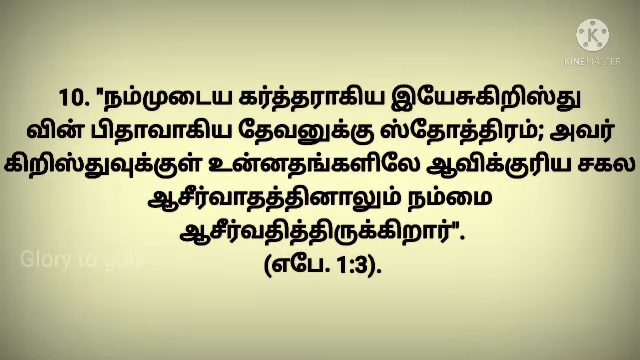 KINEMASTER
10. "நம்முடைய கர்த்தராகிய இயேசுகிறிஸ்து
வின் பிதாவாகிய தேவனுக்கு ஸ்தோத்திரம்; அவர்
கிறிஸ்துவுக்குள் உன்னதங்களிலே ஆவிக்குரிய சகல
ஆசீர்வாதத்தினாலும் நம்மை
ஆசீர்வதித்திருக்கிறார்".
Glory to god
(எபே. 1:3).